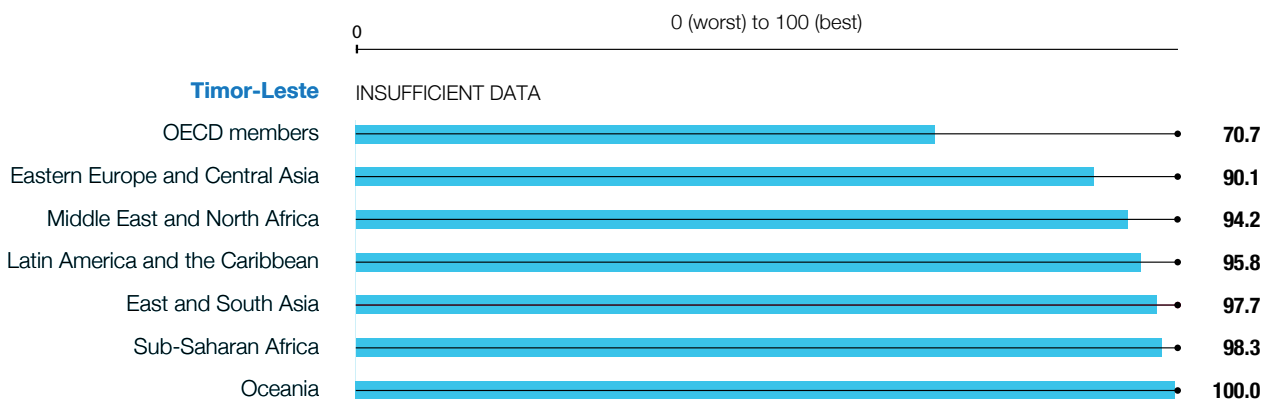 0 (worst) to 100 (best)
0
Timor-Leste INSUFFICIENT DATA
OECD members 70.7
Eastern Europe and Central Asia 90.1
Middle East and North Africa 94.2
Latin America and the Caribbean 95.8
East and South Asia 97.7
Sub-Saharan Africa 98.3
Oceania 100.0